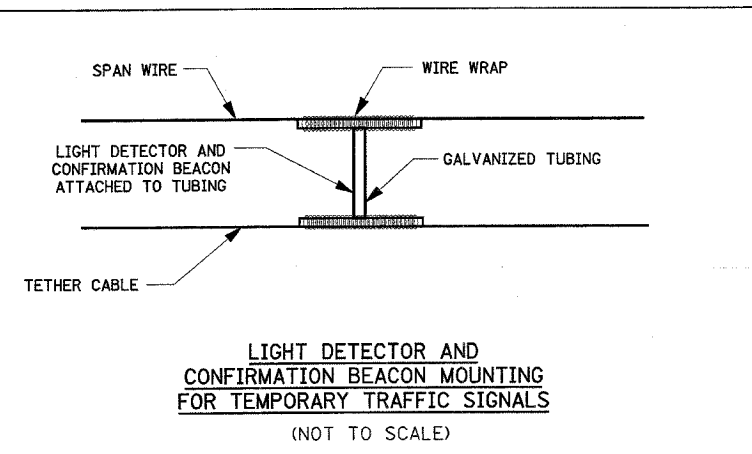 SPAN WIRE
WIRE WRAP
LIGHT DETECTOR AND
CONFIRMATION BEACON
ATTACHED TO TUBING
GALVANIZED TUBING
TETHER CABLE
LIGHT DETECTOR AND
CONFIRMATION BEACON MOUNTING
FOR TEMPORARY TRAFFIC SIGNALS
(NOT TO SCALE)